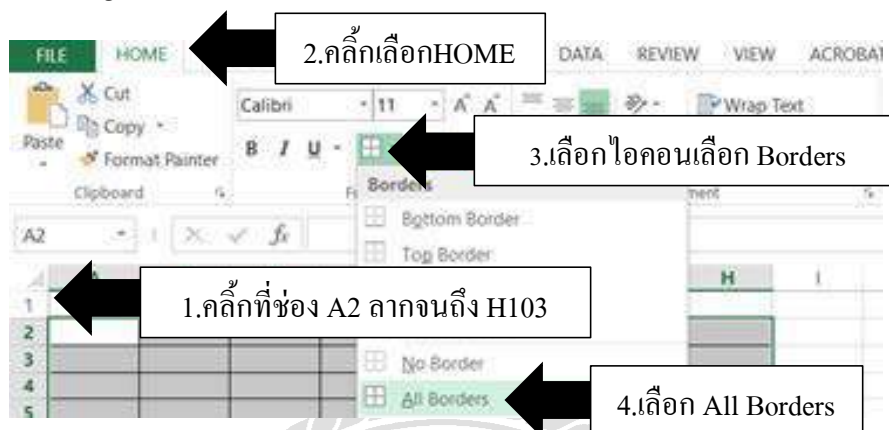 2.คลิ้กเลือกHOME
FILE HOME DATA REVIEW VIEW ACROBAT
Cut
Calibri 11 A A Wrap Text
Copy
Paste
Format Painter
B I U
3.เลือกไอคอนเลือก Borders
Clipboard
Borders
Bottom Border
A2 fx
Top Border
H I
1 1.คลิ้กที่ช่อง A2 ลากจนถึง H103
2
3 No Border
4 All Borders
5 4.เลือก All Borders